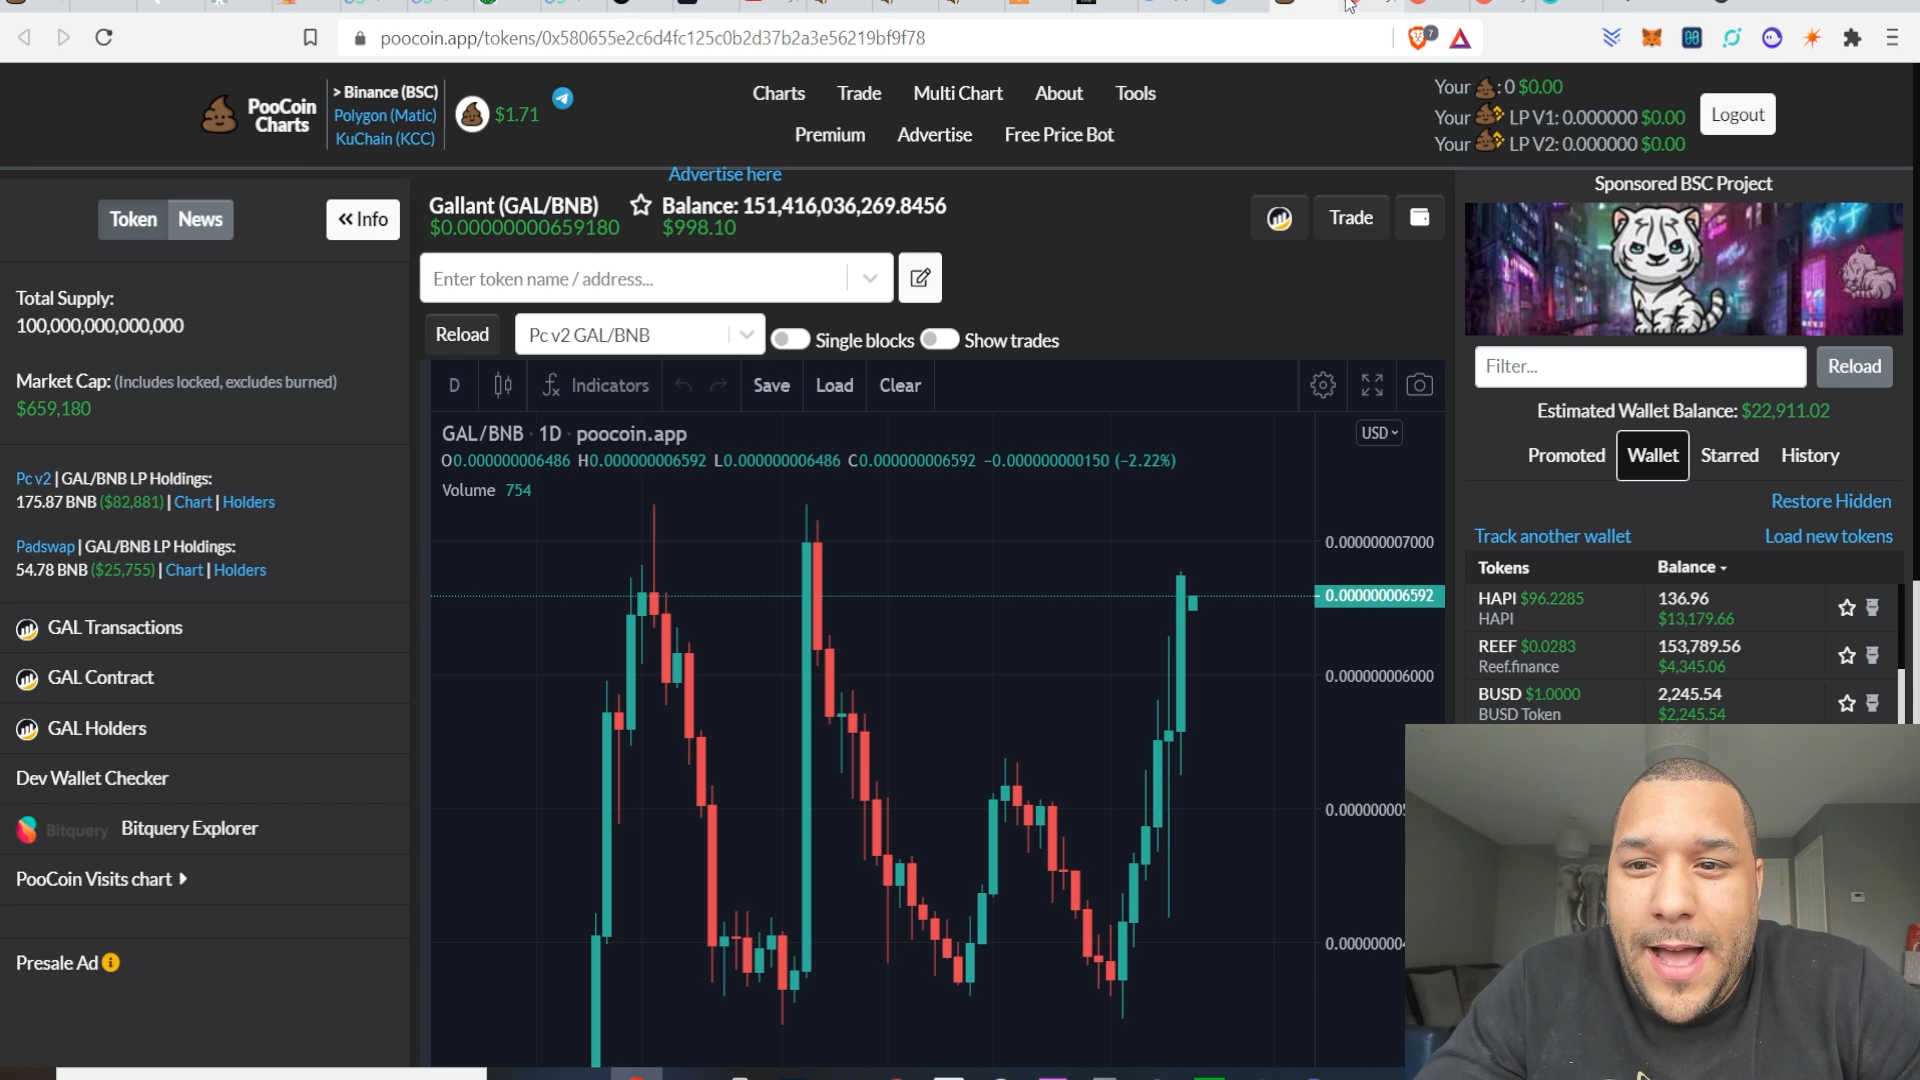 poocoin.app/tokens/0x580655e2c6d4fc125c0b2d37b2a3e56219bf9f78
7
PooCoin
Charts
> Binance (BSC)
Polygon (Matic)
KuChain (KCC)
$1.71
Charts
Trade
Multi Chart
About
Tools
Premium
Advertise
Free Price Bot
Your : 0 $0.00
Your LP V1: 0.000000 $0.00
Your LP V2: 0.000000 $0.00
Logout
Advertise here
Token
News
« Info
Total Supply:
100,000,000,000,000
Market Cap: (Includes locked, excludes burned)
$659,180
Pc v2 | GAL/BNB LP Holdings:
175.87 BNB ($82,881) | Chart | Holders
Padswap | GAL/BNB LP Holdings:
54.78 BNB ($25,755) | Chart | Holders
GAL Transactions
GAL Contract
GAL Holders
Dev Wallet Checker
Bitquery Bitquery Explorer
PooCoin Visits chart
Presale Ad
Gallant (GAL/BNB)
$0.00000000659180
Balance: 151,416,036,269.8456
$998.10
Trade
Enter token name / address...
Reload
Pc v2 GAL/BNB
Single blocks
Show trades
D
Indicators
Save
Load
Clear
GAL/BNB · 1D · poocoin.app
O0.000000006486 H0.000000006592 L0.000000006486 C0.000000006592 −0.000000000150 (−2.22%)
Volume 754
USD
0.000000007000
0.000000006592
0.000000006000
Sponsored BSC Project
餃子
Filter...
Reload
Estimated Wallet Balance: $22,911.02
Promoted
Wallet
Starred
History
Restore Hidden
Track another wallet
Load new tokens
Tokens
Balance
HAPI $96.2285
136.96
HAPI
$13,179.66
REEF $0.0283
153,789.56
Reef.finance
$4,345.06
BUSD $1.0000
2,245.54
BUSD Token
$2,245.54